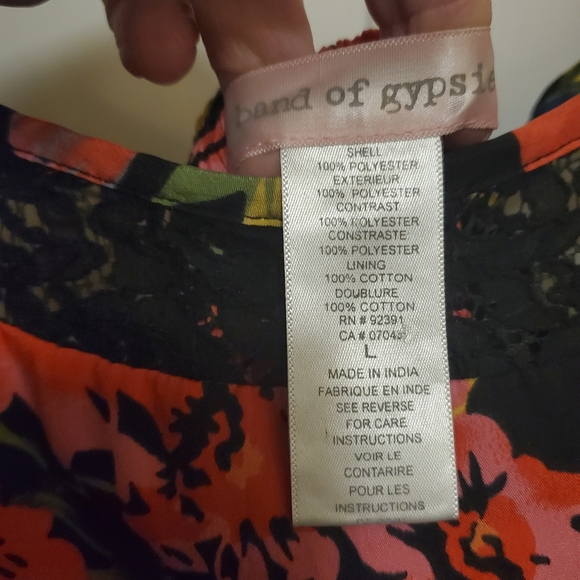 band of gypsie
SHELL
100% POLYESTER
EXTERIEUR
100% POLYESTER
CONTRAST
100% POLYESTER
CONSTRASTE
100% POLYESTER
LINING
100% COTTON
DOUBLURE
100% COTTON
RN # 92391
CA #
L
MADE IN INDIA
FABRIQUE EN INDE
SEE REVERSE
FOR CARE
INSTRUCTIONS
VOIR LE
CONTARIRE
POUR LES
INSTRUCTIONS